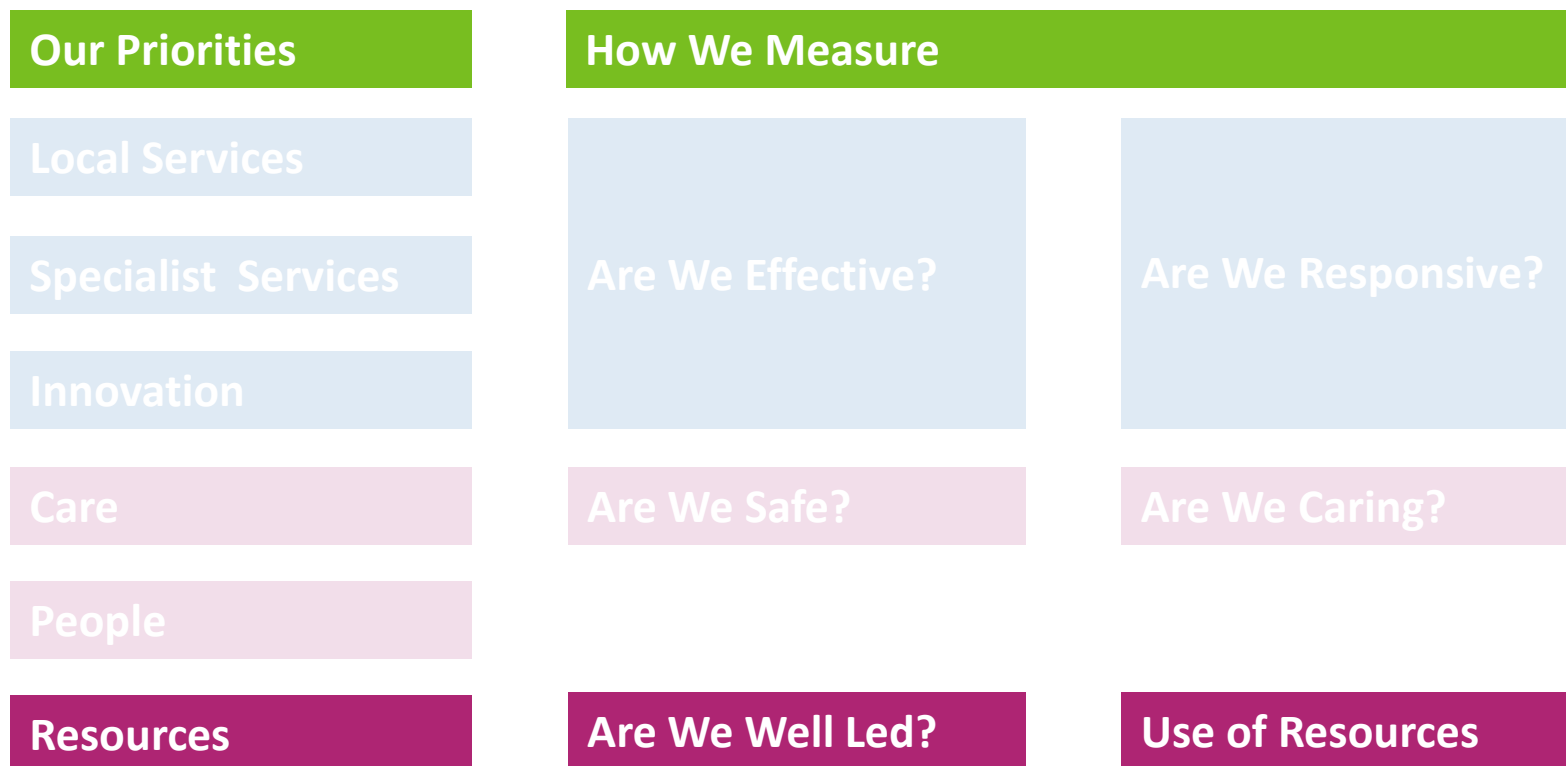 Our Priorities
How We Measure
Local Services
Specialist  Services
Are We Effective?
Are We Responsive?
Innovation
Care
Are We Safe?
Are We Caring?
People
Resources
Are We Well Led?
Use of Resources